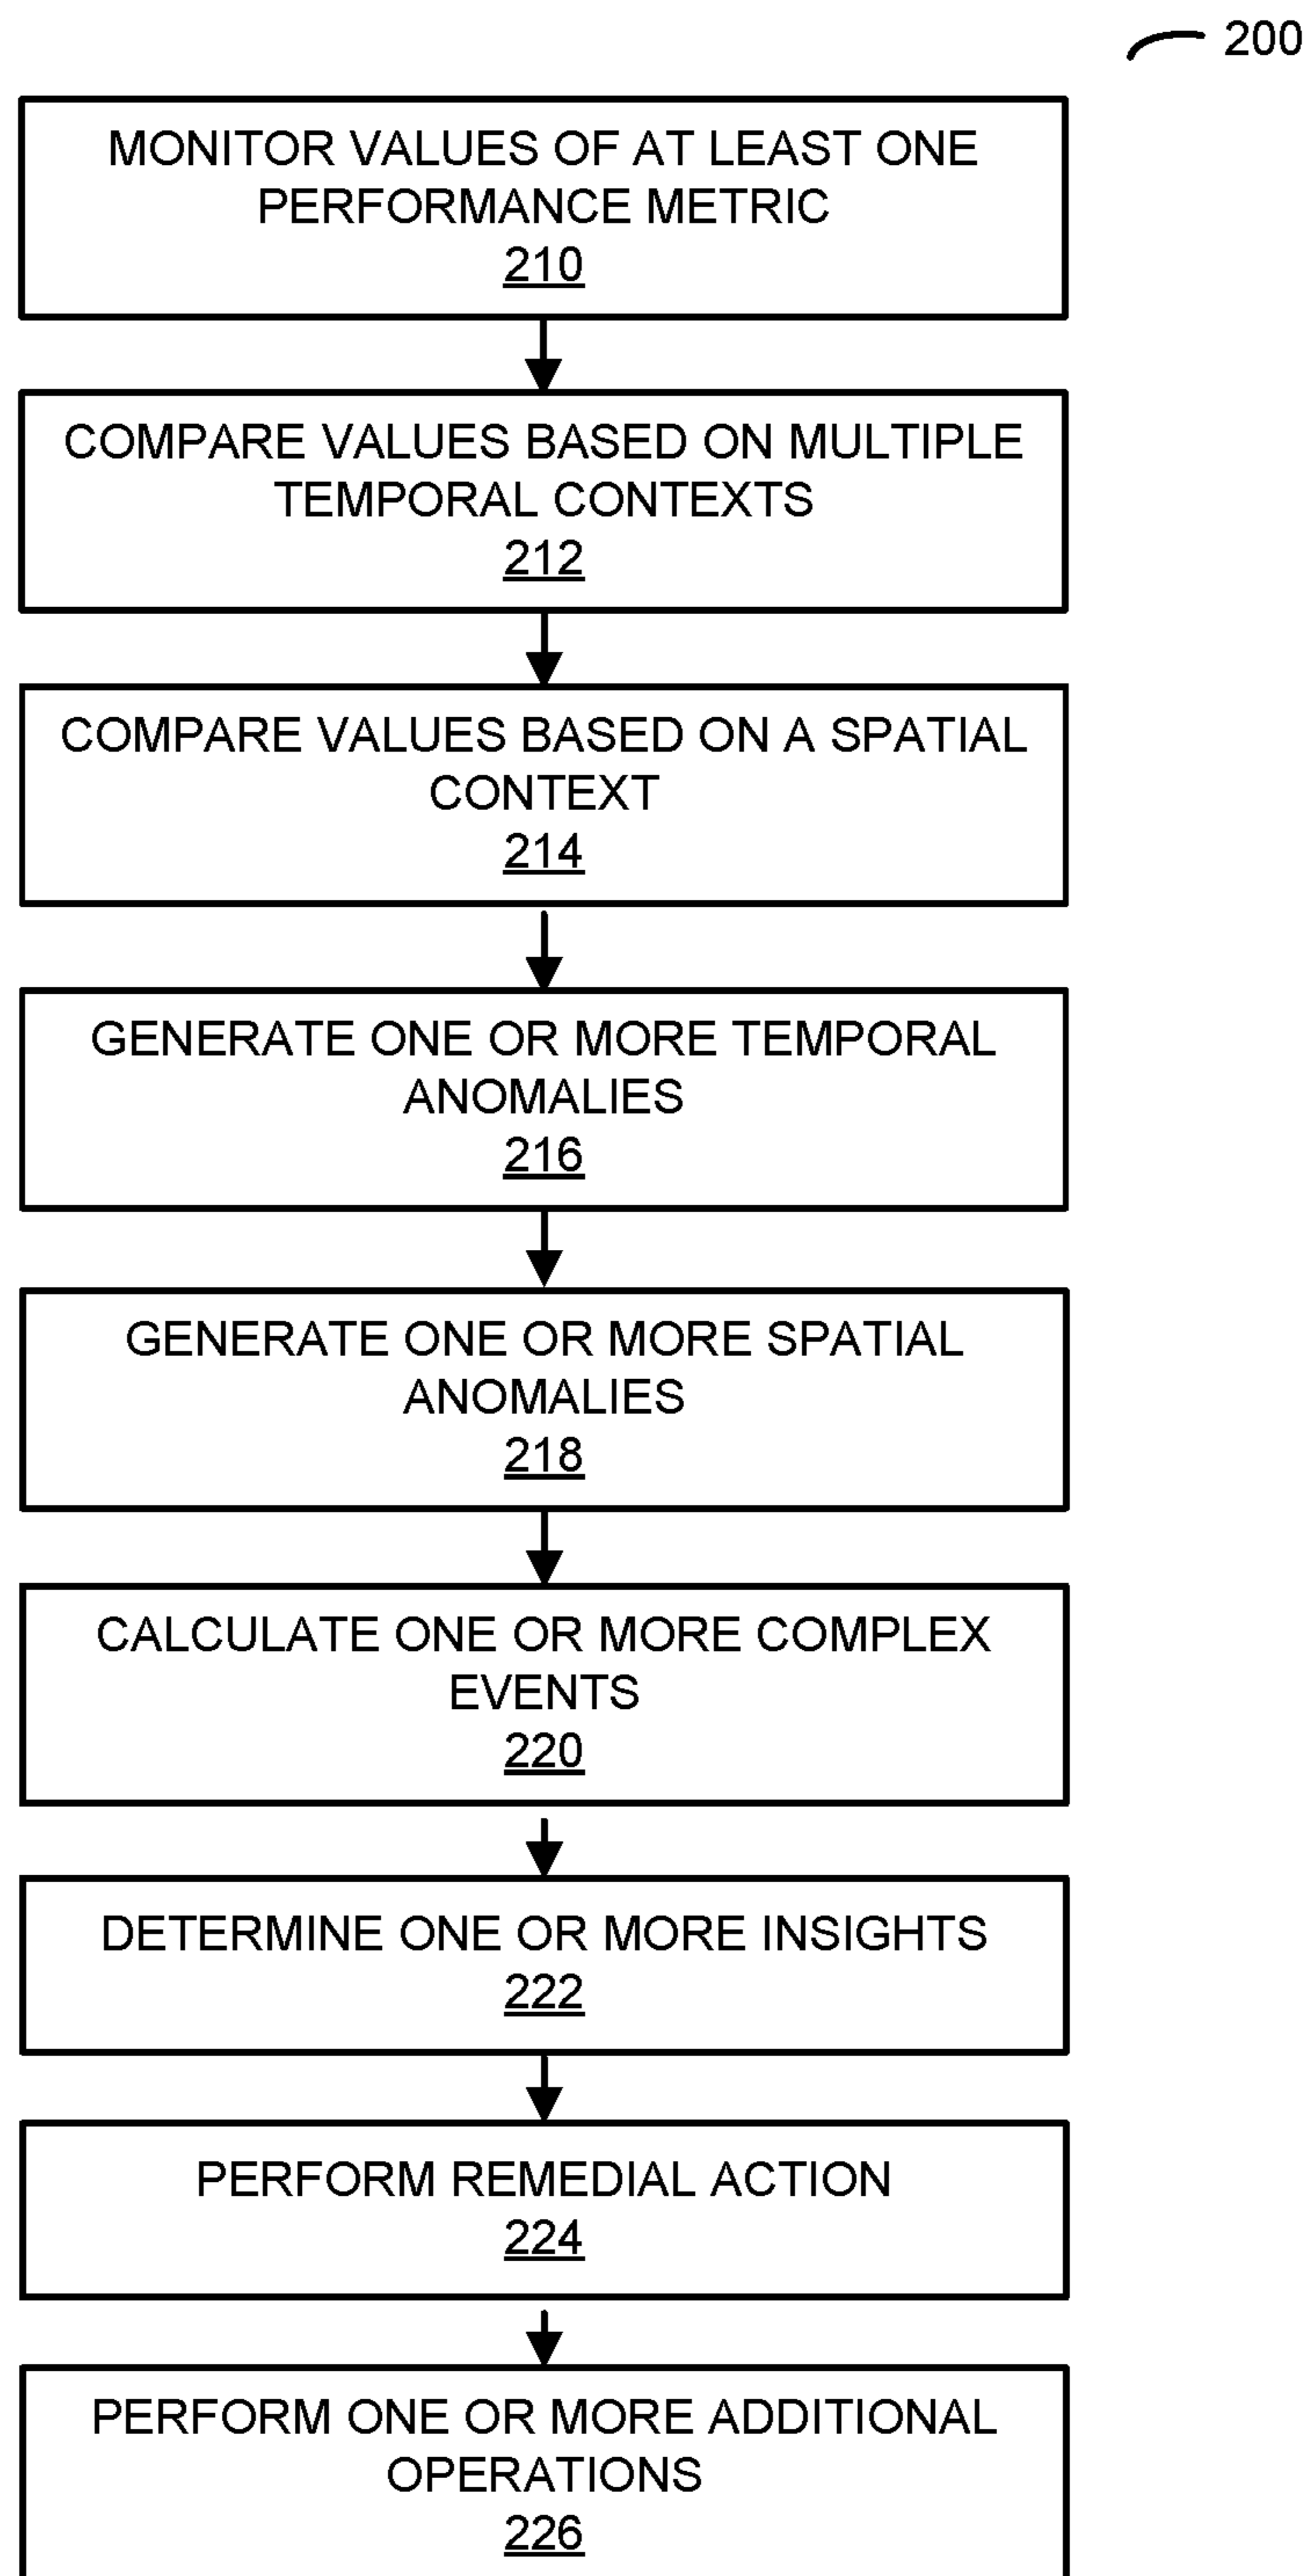 200
MONITOR VALUES OF AT LEAST ONE
PERFORMANCE METRIC
210
COMPARE VALUES BASED ON MULTIPLE
TEMPORAL CONTEXTS
212
COMPARE VALUES BASED ON A SPATIAL
CONTEXT
214
GENERATE ONE OR MORE TEMPORAL
ANOMALIES
216
GENERATE ONE OR MORE SPATIAL
ANOMALIES
218
CALCULATE ONE OR MORE COMPLEX
EVENTS
220
DETERMINE ONE OR MORE INSIGHTS
222
PERFORM REMEDIAL ACTION
224
PERFORM ONE OR MORE ADDITIONAL
OPERATIONS
226